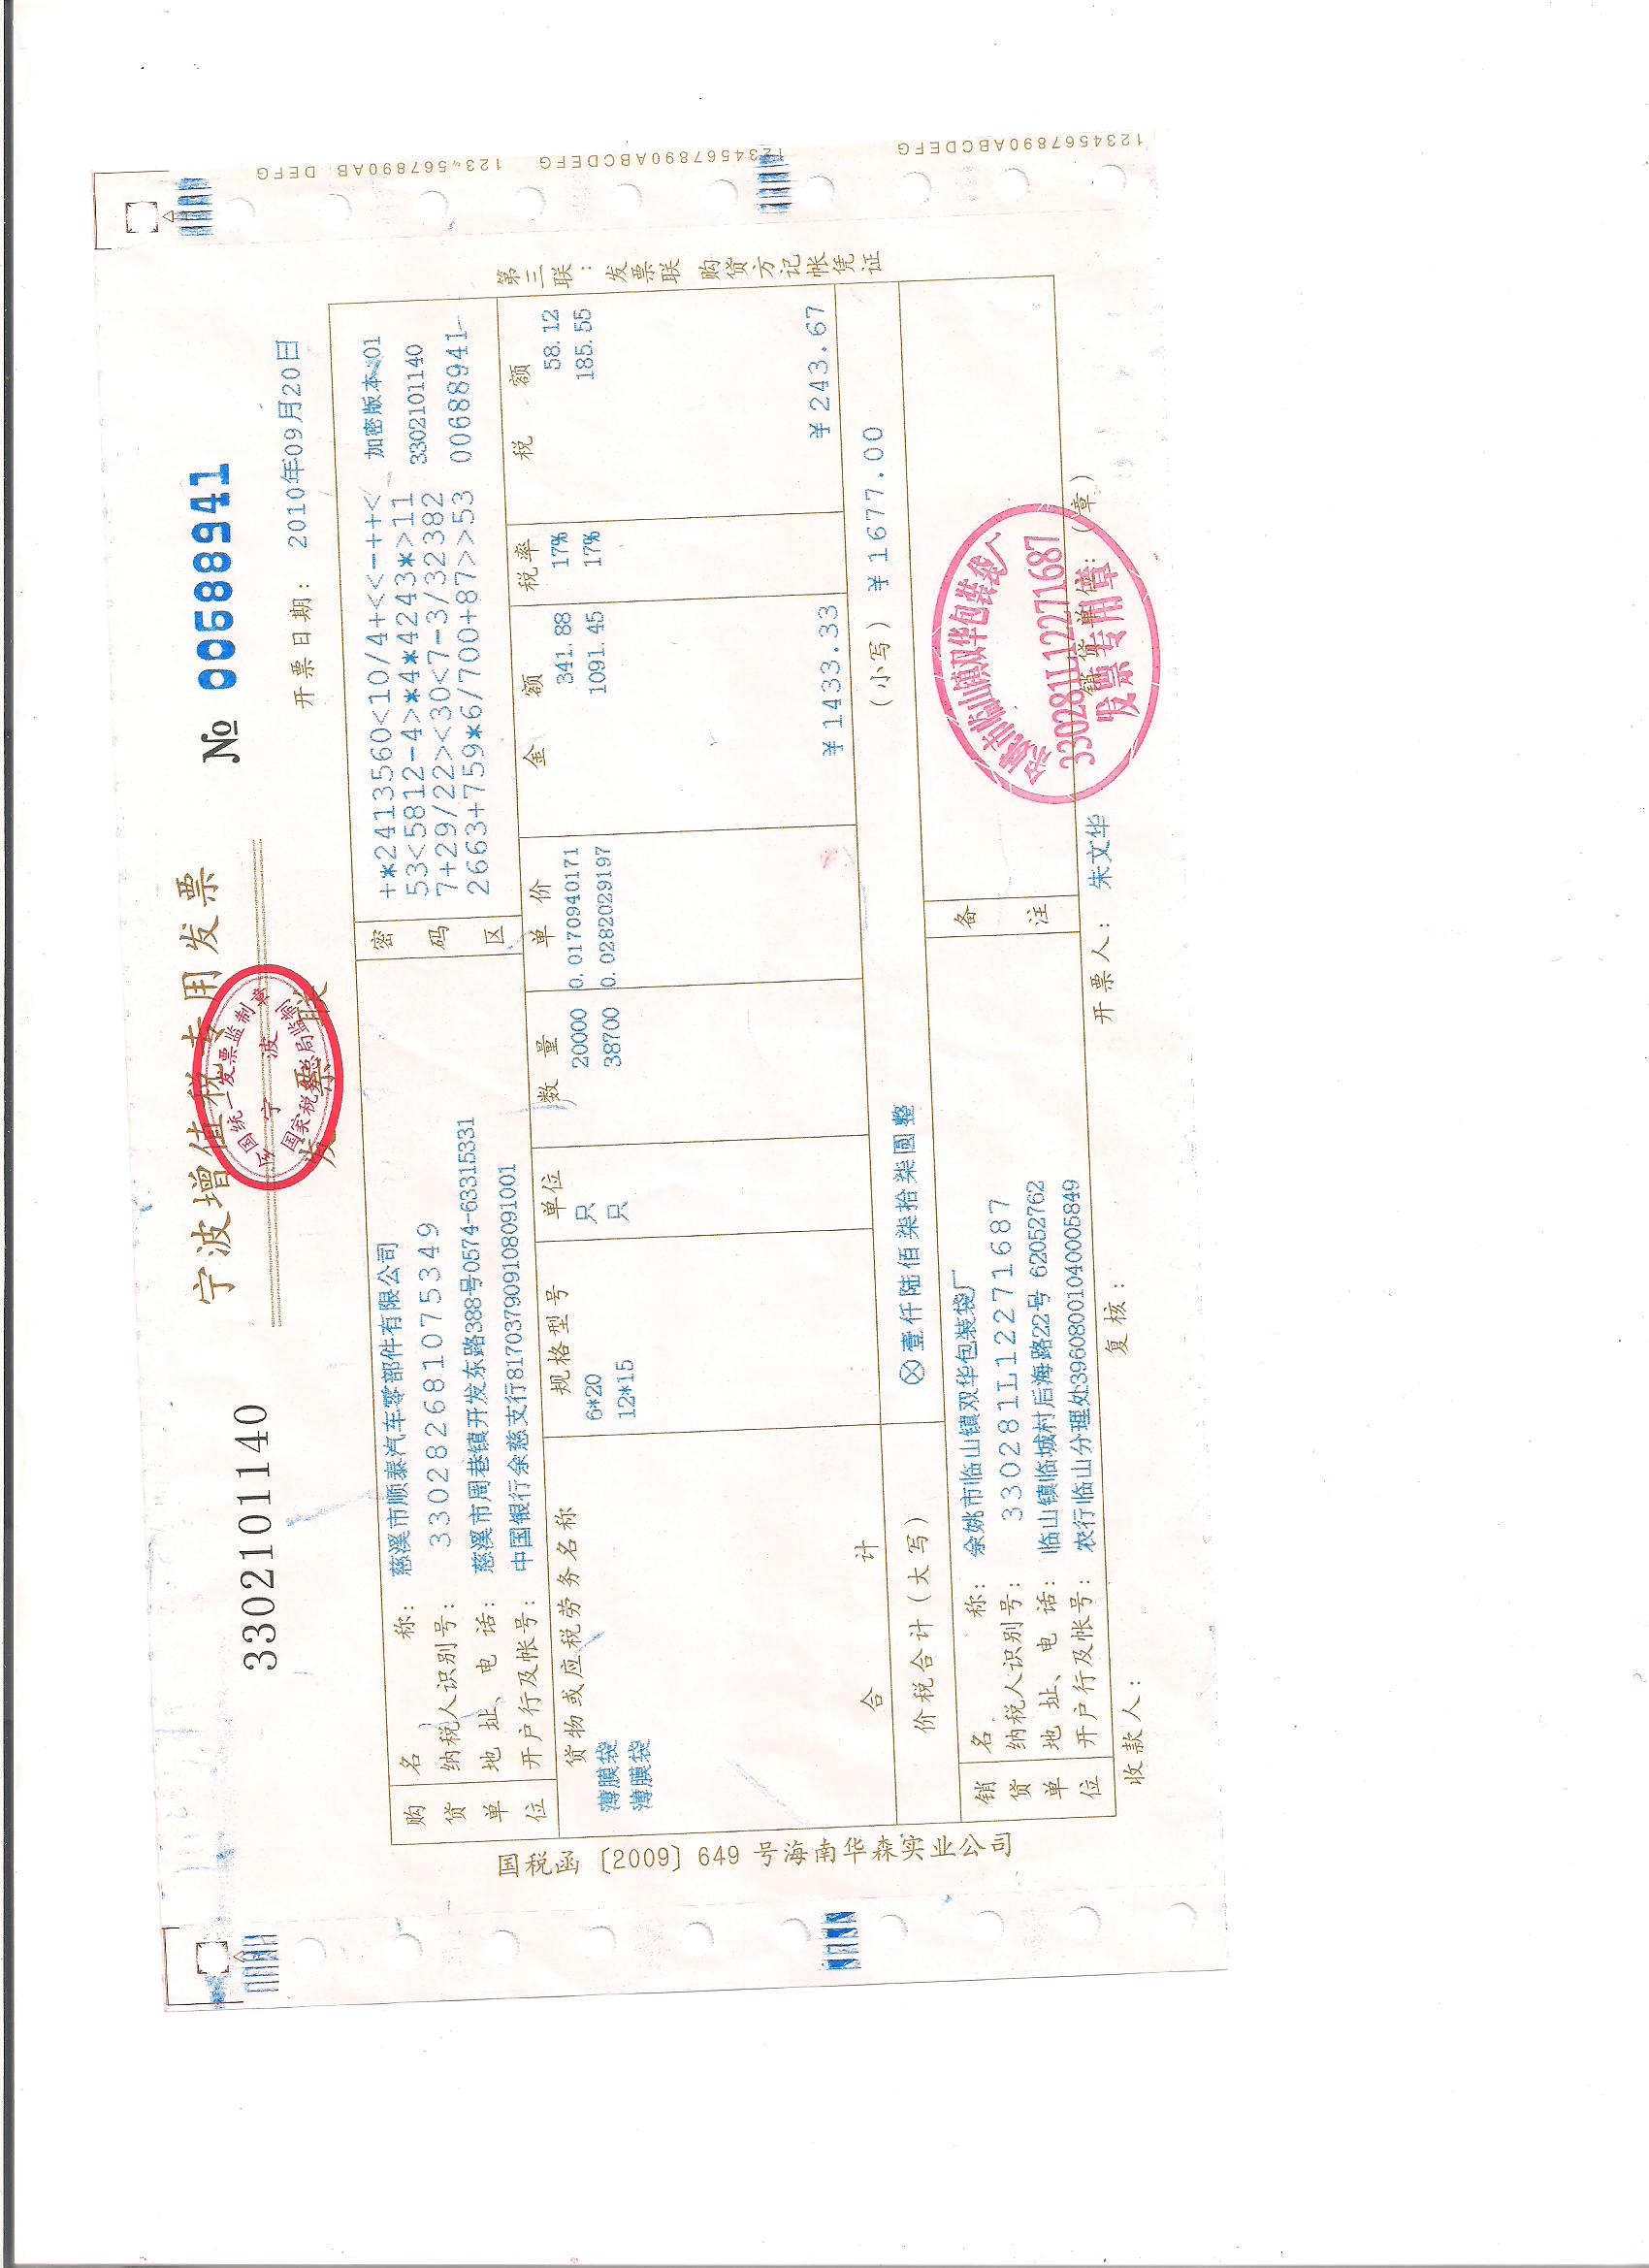 3302101140
宁波增值税专用发票
№ 00688941
发票联
全国统一发票监制章
宁波
国家税务总局监制
开票日期: 2010年09月20日
购货单位
名称: 慈溪市顺泰汽车零部件有限公司
纳税人识别号: 330282681075349
地址、电话: 慈溪市周巷镇开发东路388号0574-63315331
开户行及帐号: 中国银行余慈支行817037909108091001
密码区
+*2413560<10/4+<<-+++< 加密版本:01
53<5812-4>*4*4243*>11 3302101140
7+29/22><30<7-3/32382
2663+759*6/700+87>>53 00688941
货物或应税劳务名称 规格型号 单位 数量 单价 金额 税率 税额
薄膜袋 6*20 只 20000 0.0170940171 341.88 17% 58.12
薄膜袋 12*15 只 38700 0.0282029197 1091.45 17% 185.55
合计 ¥1433.33 ¥243.67
价税合计(大写) ⊗壹仟陆佰柒拾柒圆整 (小写) ¥1677.00
销货单位
名称: 余姚市临山镇双华包装袋厂
纳税人识别号: 330281L12271687
地址、电话: 临山镇临城村后海路22号 62052762
开户行及帐号: 农行临山分理处39608001040005849
备注
余姚市临山镇双华包装袋厂
330281L12271687
发票专用章
收款人: 复核: 开票人: 朱文华 销货单位: (章)
第三联: 发票联 购货方记帐凭证
国税函〔2009〕649号海南华森实业公司
1234567890AB DEFG
1234567890ABCDEFG
1234567890ABCDEFG